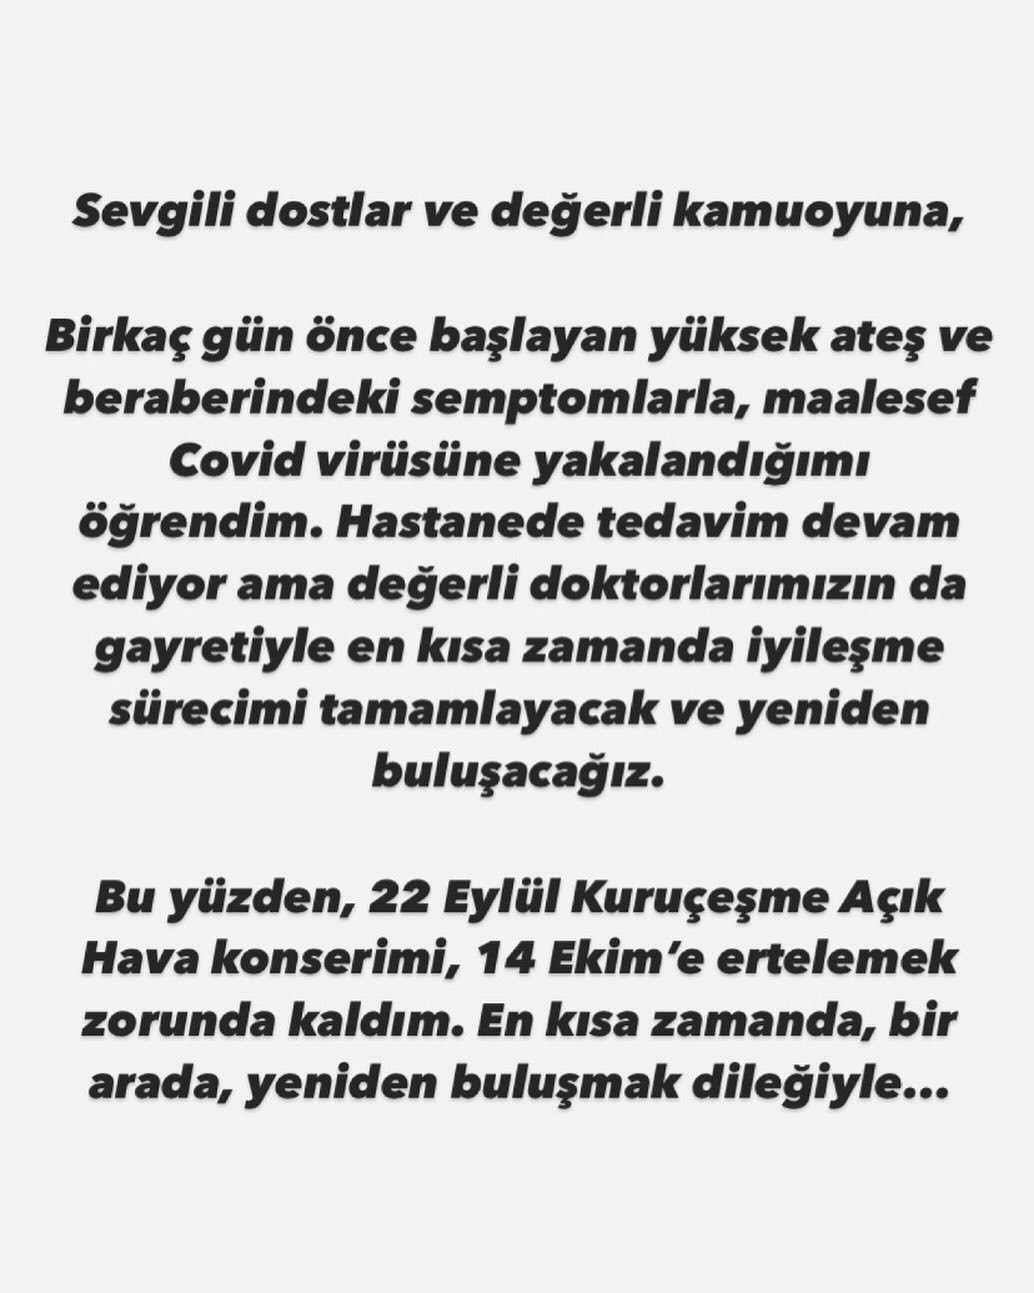 Sevgili dostlar ve değerli kamuoyuna,
Birkaç gün önce başlayan yüksek ateş ve
beraberindeki semptomlarla, maalesef
Covid virüsüne yakalandığımı
öğrendim. Hastanede tedavim devam
ediyor ama değerli doktorlarımızın da
gayretiyle en kısa zamanda iyileşme
sürecimi tamamlayacak ve yeniden
buluşacağız.
Bu yüzden, 22 Eylül Kuruçeşme Açık
Hava konserimi, 14 Ekim’e ertelemek
zorunda kaldım. En kısa zamanda, bir
arada, yeniden buluşmak dileğiyle...